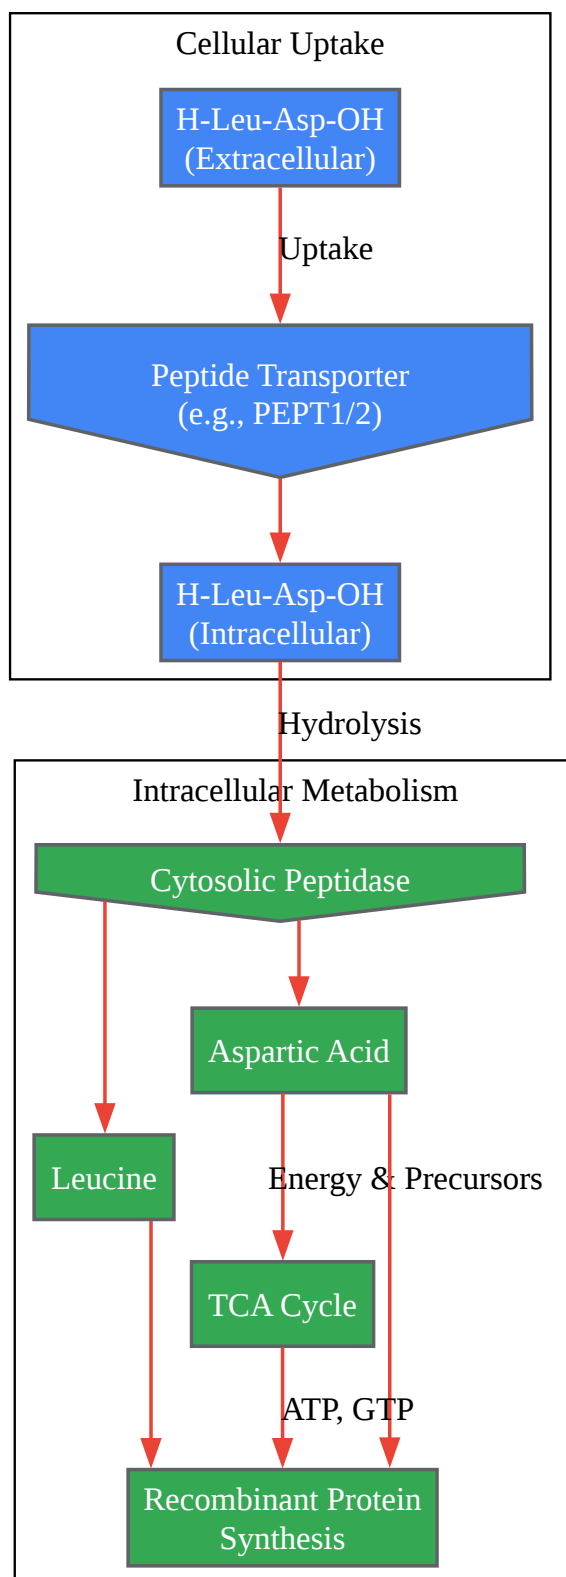 Cellular Uptake
H-Leu-Asp-OH
(Extracellular)
Uptake
Peptide Transporter
(e.g., PEPT1/2)
H-Leu-Asp-OH
(Intracellular)
Hydrolysis
Intracellular Metabolism
Cytosolic Peptidase
Aspartic Acid
Leucine
Energy & Precursors
TCA Cycle
ATP, GTP
Recombinant Protein
Synthesis